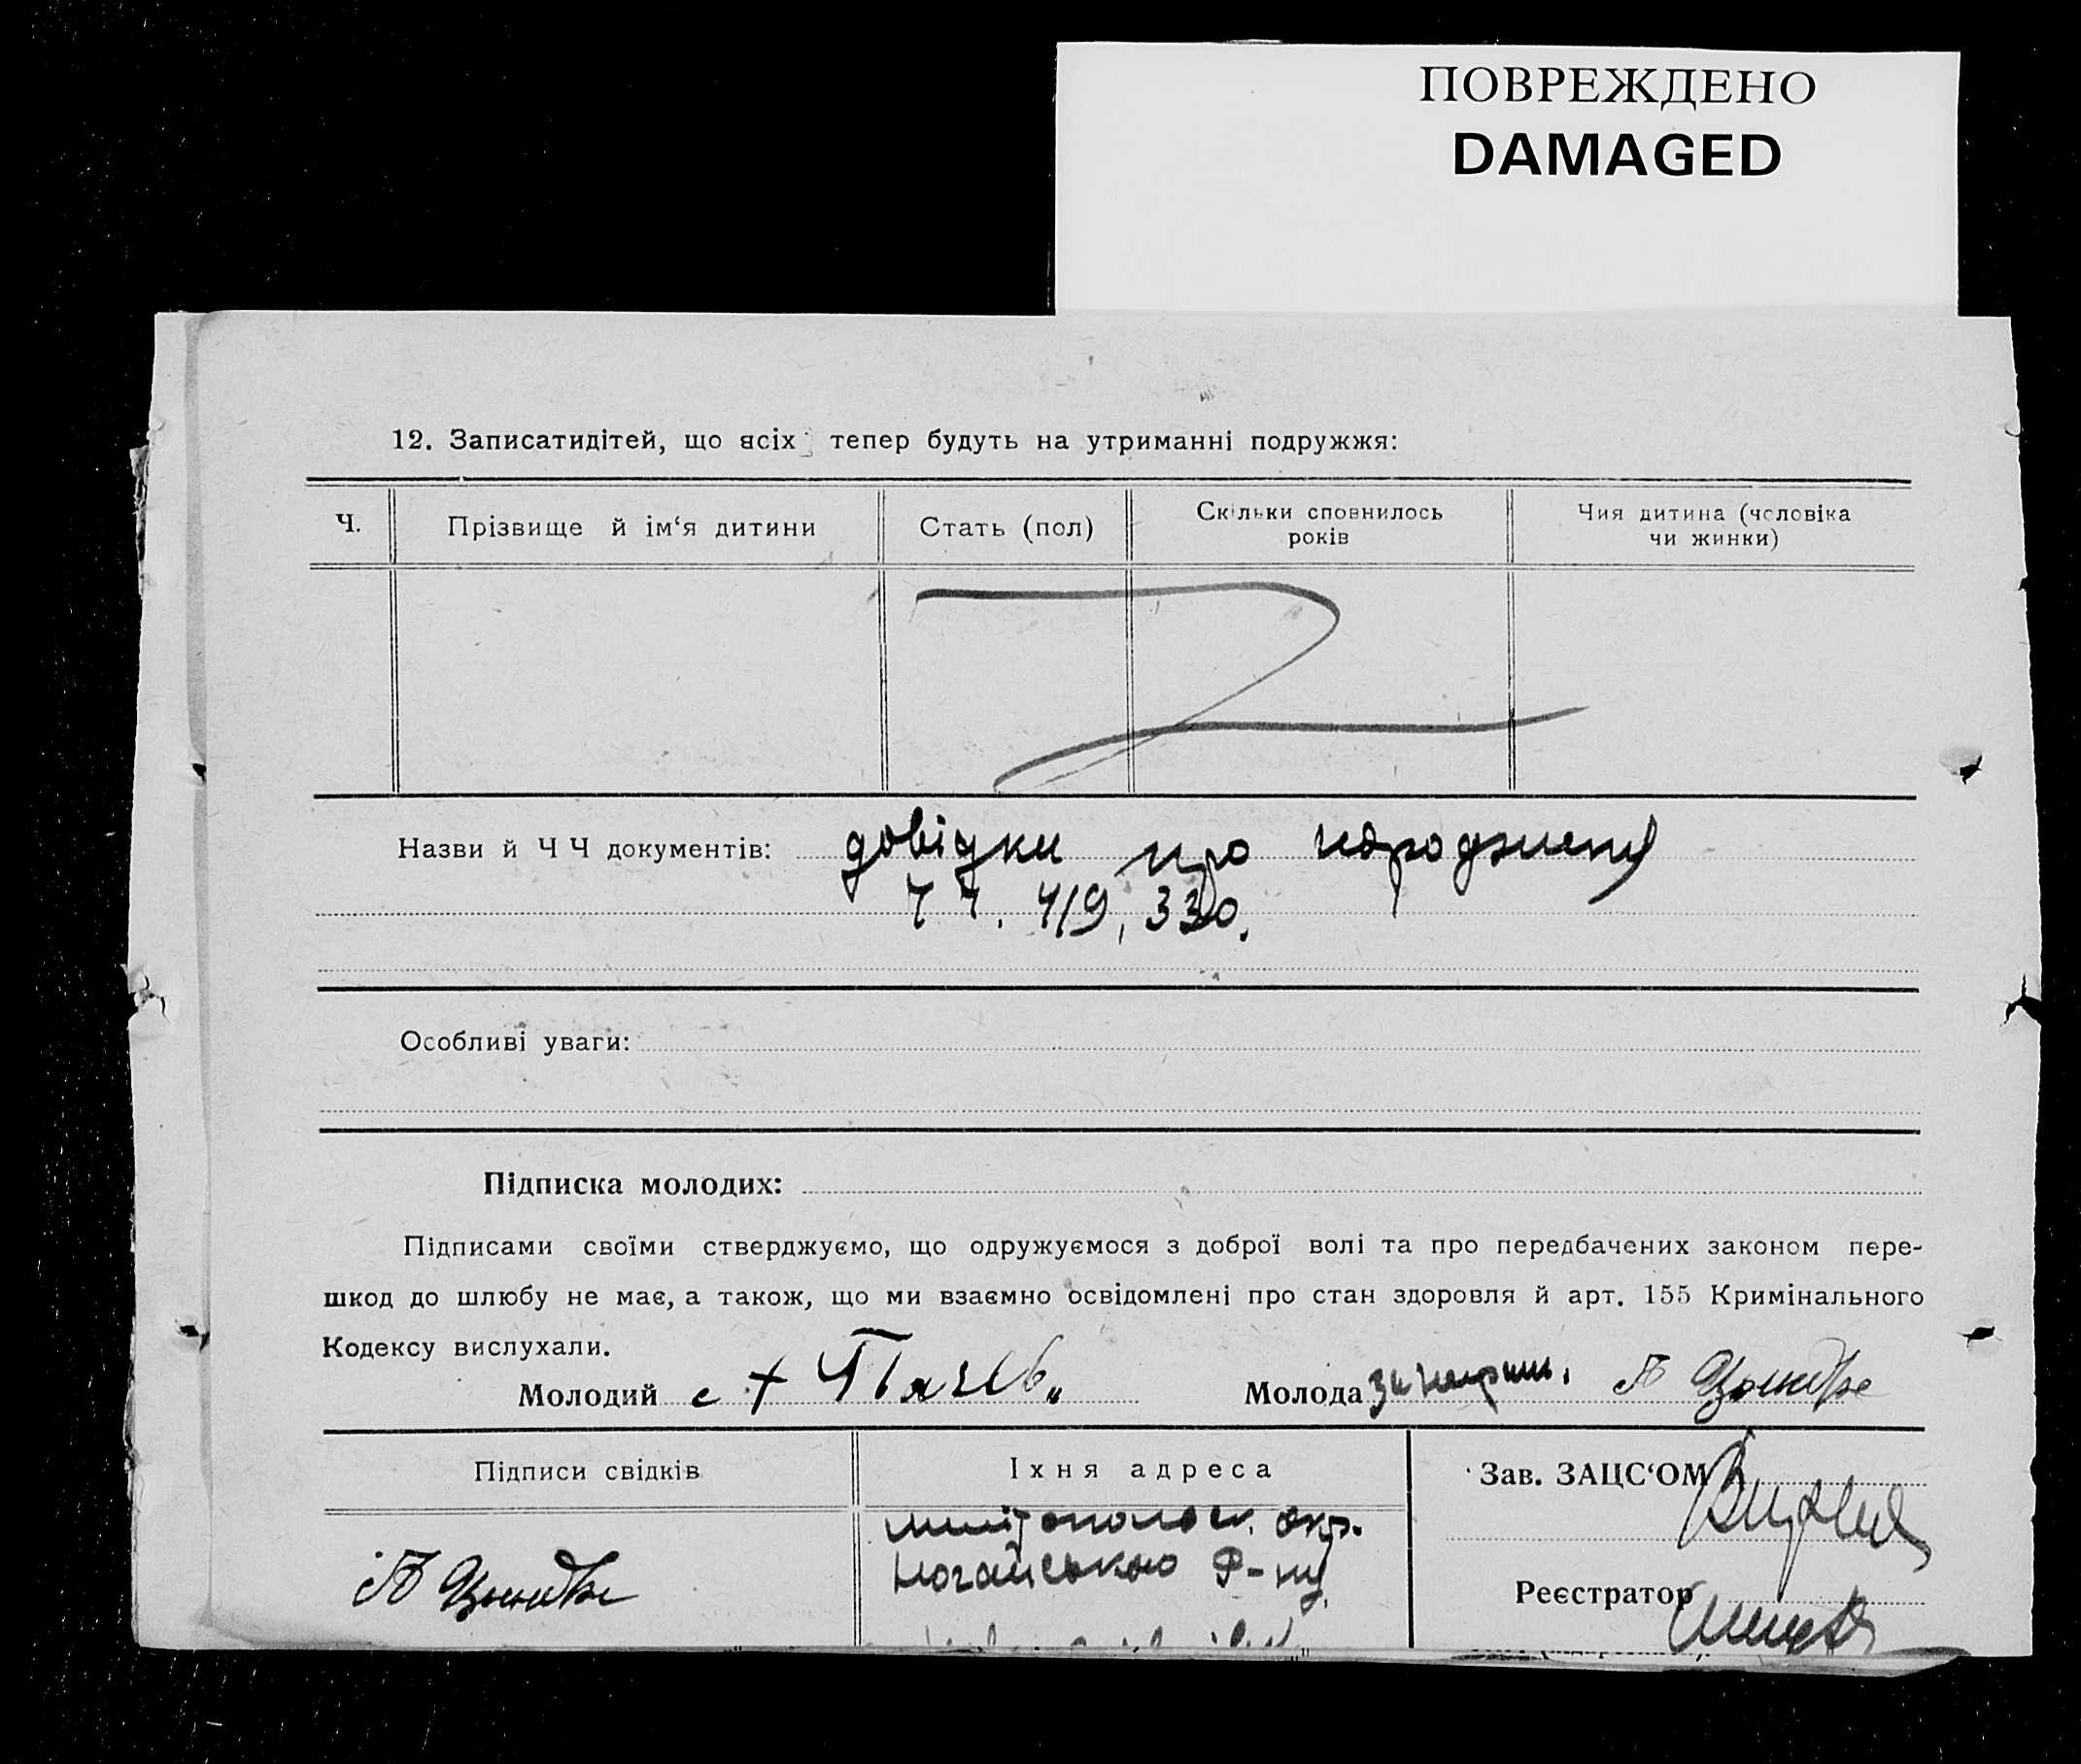 ПОВРЕЖДЕНО
DAMAGED
12. Записатидітей, що всіх тепер будуть на утриманні подружжя:
Ч.
Прізвище й ім‘я дитини
Стать (пол)
Скільки сповнилось
років
Чия дитина (чоловіка
чи жинки)
Назви й Ч Ч документів: довідки про народження
Ч Ч. 419, 330.
Особливі уваги:
Підписка молодих:
Підписами своїми стверджуємо, що одружуємося з доброї волі та про передбачених законом пере-
шкод до шлюбу не має, а також, що ми взаємно освідомлені про стан здоровля й арт. 155 Кримінального
Кодексу вислухали.
Молодий
Молода
Підписи свідків
Їхня адреса
Зав. ЗАЦС‘ОМ
окр.
Ногайською Р-ну
Реєстратор